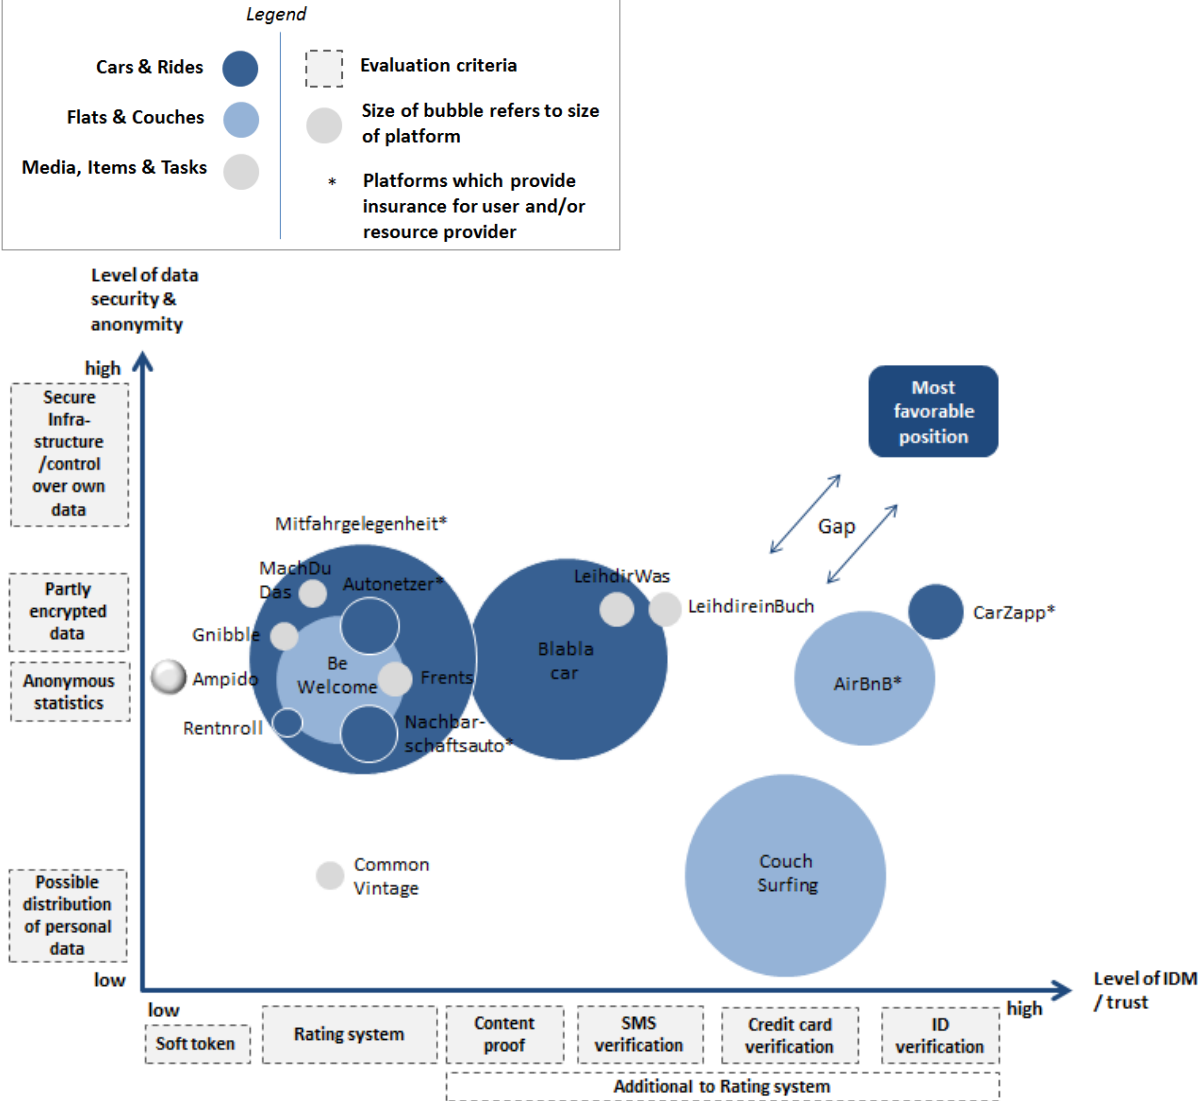 Legend
Cars & Rides
Flats & Couches
Media, Items & Tasks
Evaluation criteria
Size of bubble refers to size
of platform
*
Platforms which provide
insurance for user and/or
resource provider
Level of data
security &
anonymity
high
Secure
Infra-
structure
/control
over own
data
Partly
encrypted
data
Anonymous
statistics
Possible
distribution
of personal
data
low
Most
favorable
position
Gap
Mitfahrgelegenheit*
MachDu
Das
Autonetzer*
Gnibble
Be
Welcome
Ampido
Frents
Rentnroll
Nachbar-
schaftsauto*
LeihdirWas
LeihdireinBuch
Blabla
car
CarZapp*
AirBnB*
Common
Vintage
Couch
Surfing
Level of IDM
/ trust
low
high
Soft token
Rating system
Content
proof
SMS
verification
Credit card
verification
ID
verification
Additional to Rating system